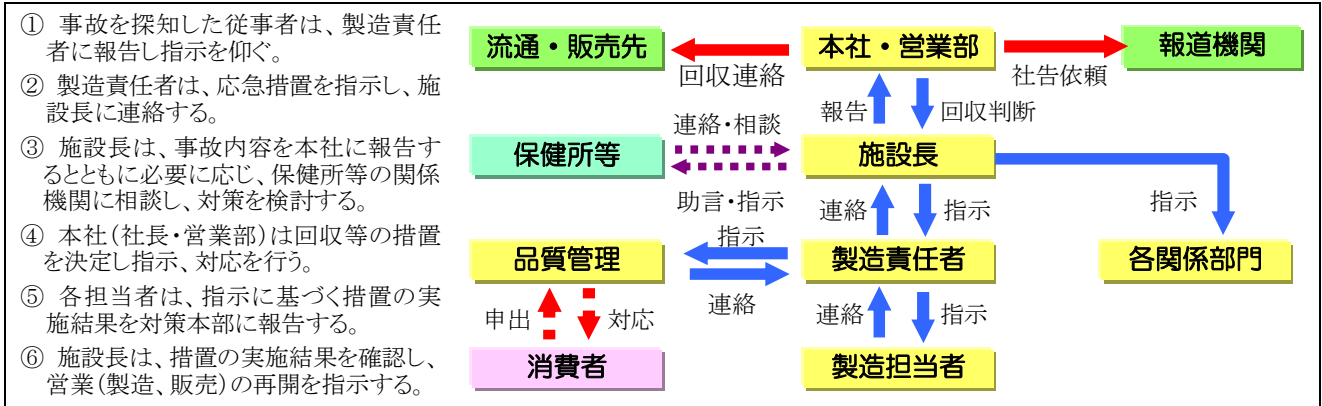 ① 事故を探知した従事者は、製造責任
者に報告し指示を仰ぐ。
② 製造責任者は、応急措置を指示し、施
設長に連絡する。
③ 施設長は、事故内容を本社に報告す
るとともに必要に応じ、保健所等の関係
機関に相談し、対策を検討する。
④ 本社(社長・営業部)は回収等の措置
を決定し指示、対応を行う。
⑤ 各担当者は、指示に基づく措置の実
施結果を対策本部に報告する。
⑥ 施設長は、措置の実施結果を確認し、
営業(製造、販売)の再開を指示する。
流通・販売先
本社・営業部
報道機関
回収連絡
社告依頼
報告
回収判断
連絡・相談
保健所等
施設長
助言・指示
連絡
指示
指示
指示
品質管理
製造責任者
各関係部門
連絡
申出
対応
連絡
指示
消費者
製造担当者